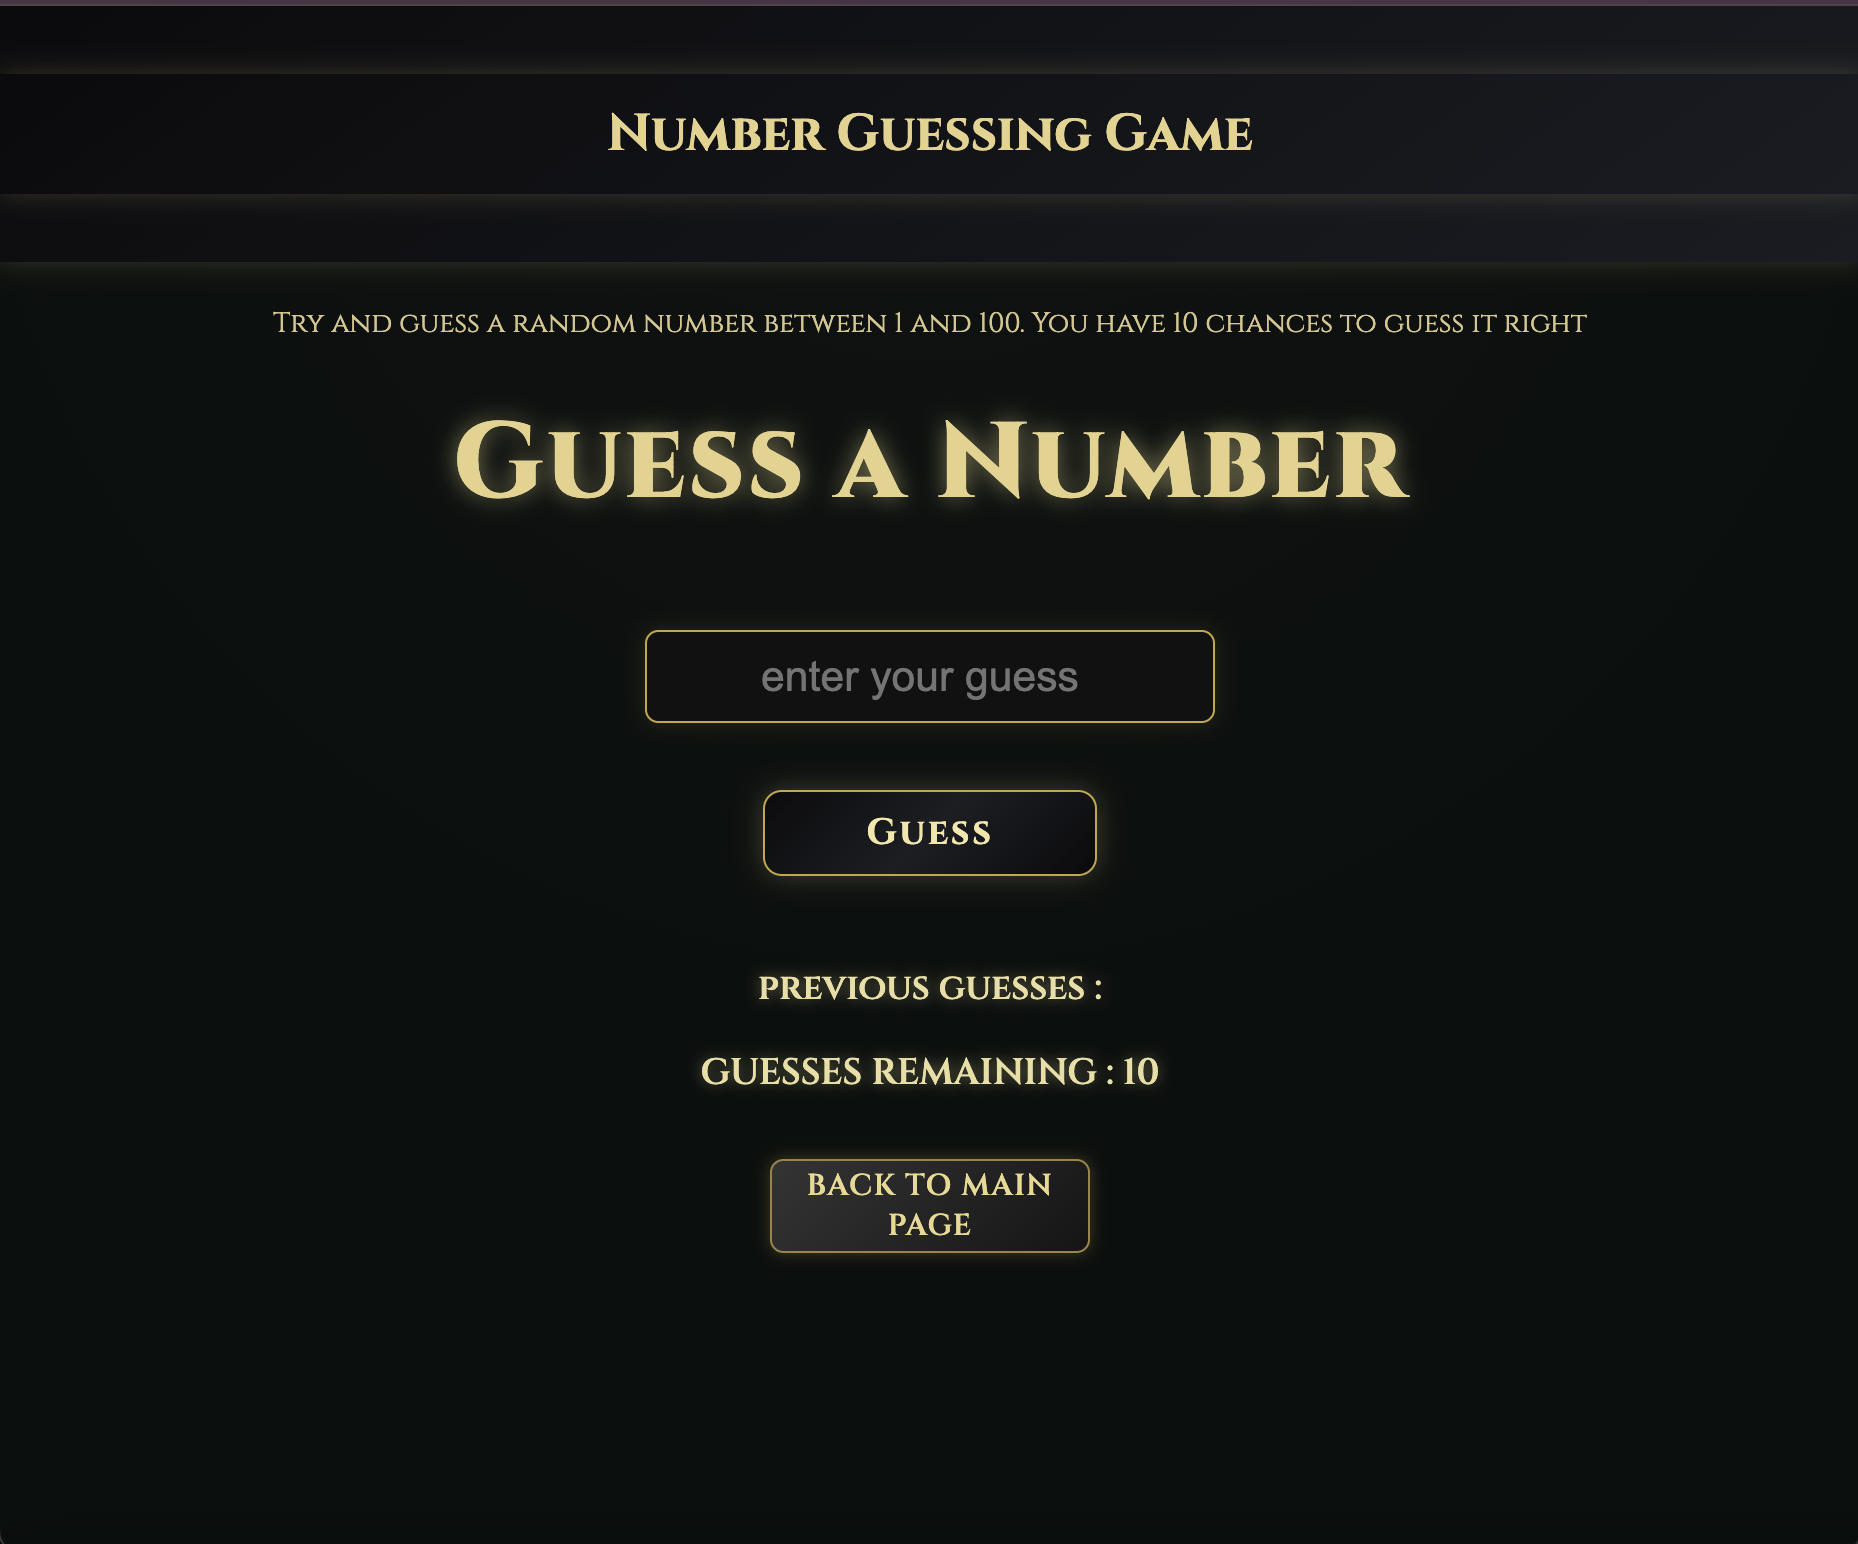 Number Guessing Game
Try and guess a random number between 1 and 100. You have 10 chances to guess it right
Guess a Number
enter your guess
Guess
previous guesses :
GUESSES REMAINING : 10
BACK TO MAIN
PAGE